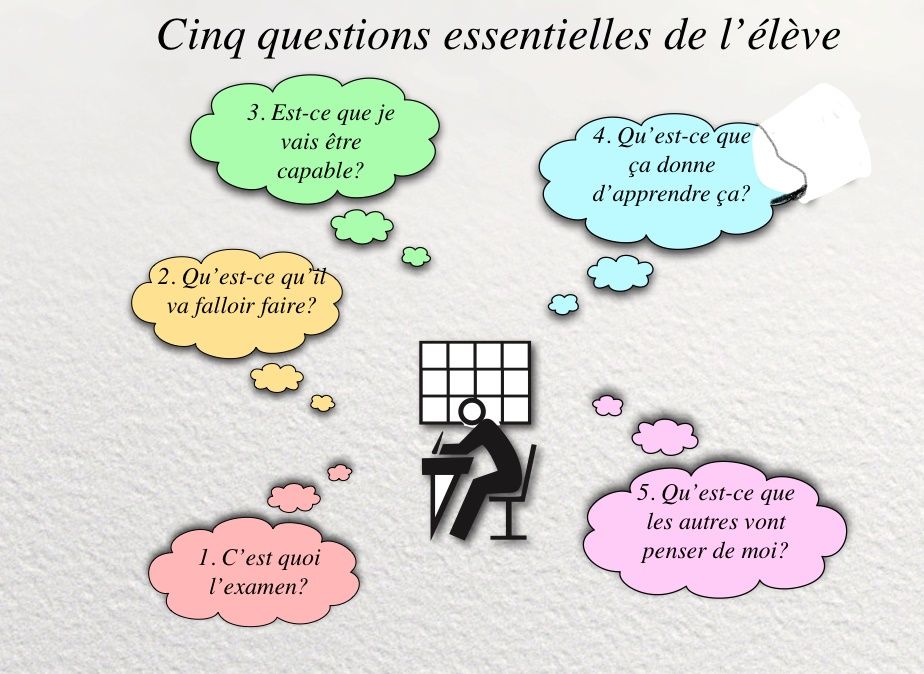 Cinq questions essentielles de l’élève
3. Est-ce que je
vais être
capable?
4. Qu’est-ce que
ça donne
d’apprendre ça?
2. Qu’est-ce qu’il
va falloir faire?
1. C’est quoi
l’examen?
5. Qu’est-ce que
les autres vont
penser de moi?